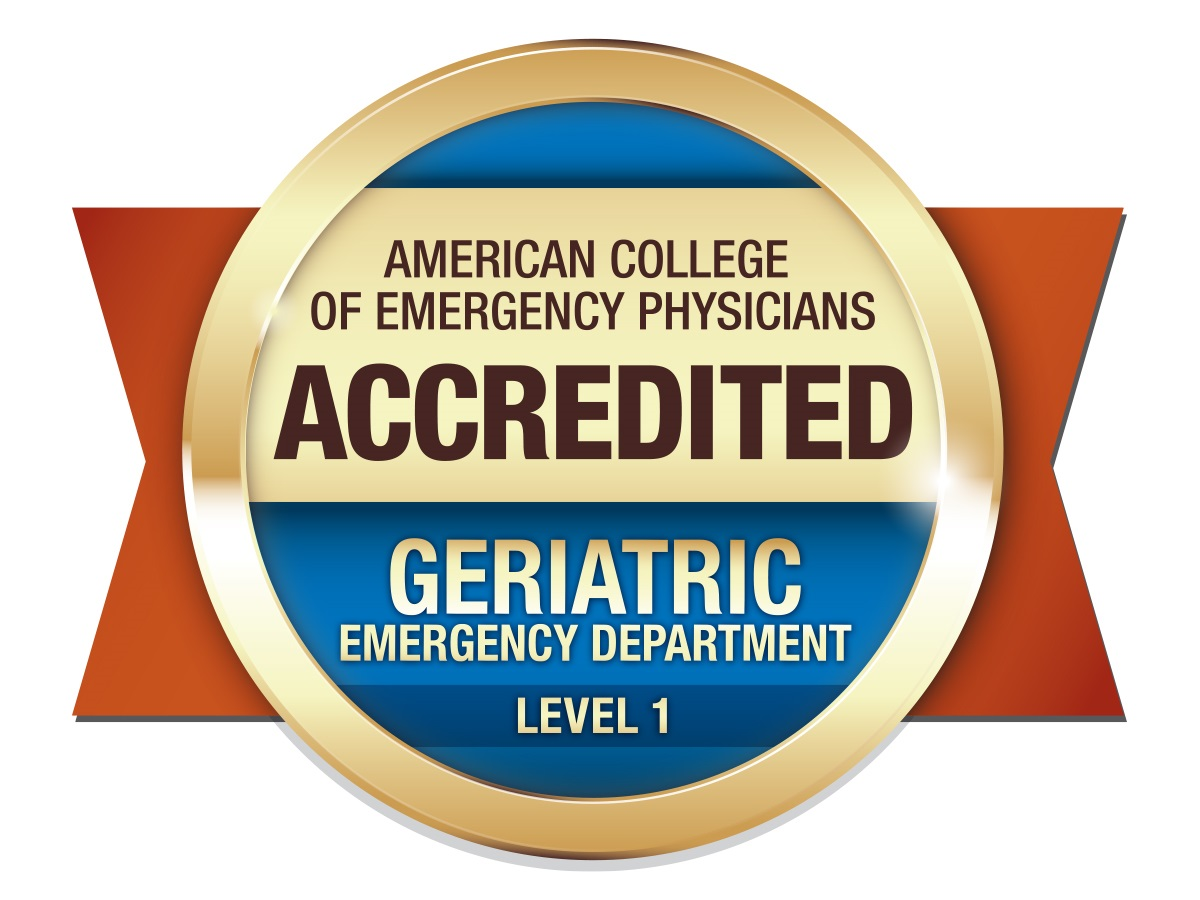 AMERICAN COLLEGE
OF EMERGENCY PHYSICIANS
ACCREDITED
GERIATRIC
EMERGENCY DEPARTMENT
LEVEL 1